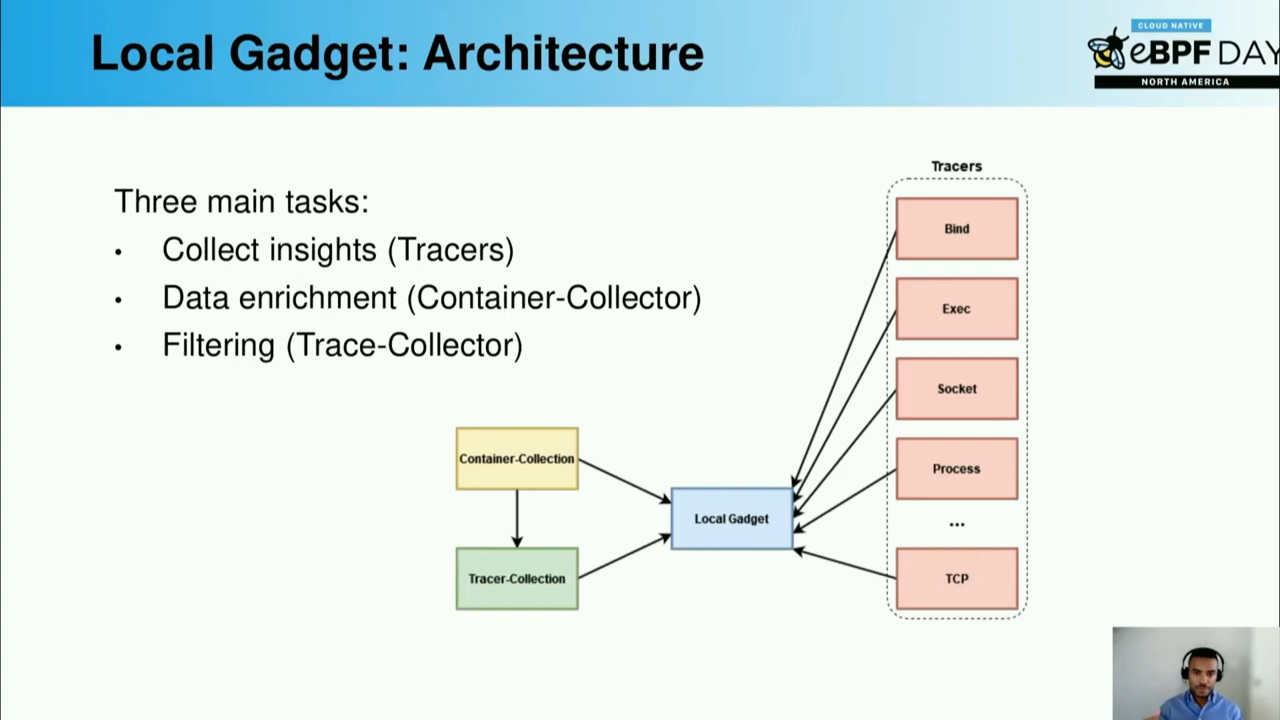 Local Gadget: Architecture
CLOUD NATIVE
eBPF DAY
NORTH AMERICA
Three main tasks:
• Collect insights (Tracers)
• Data enrichment (Container-Collector)
• Filtering (Trace-Collector)
Tracers
Bind
Exec
Socket
Process
...
TCP
Container-Collection
Local Gadget
Tracer-Collection